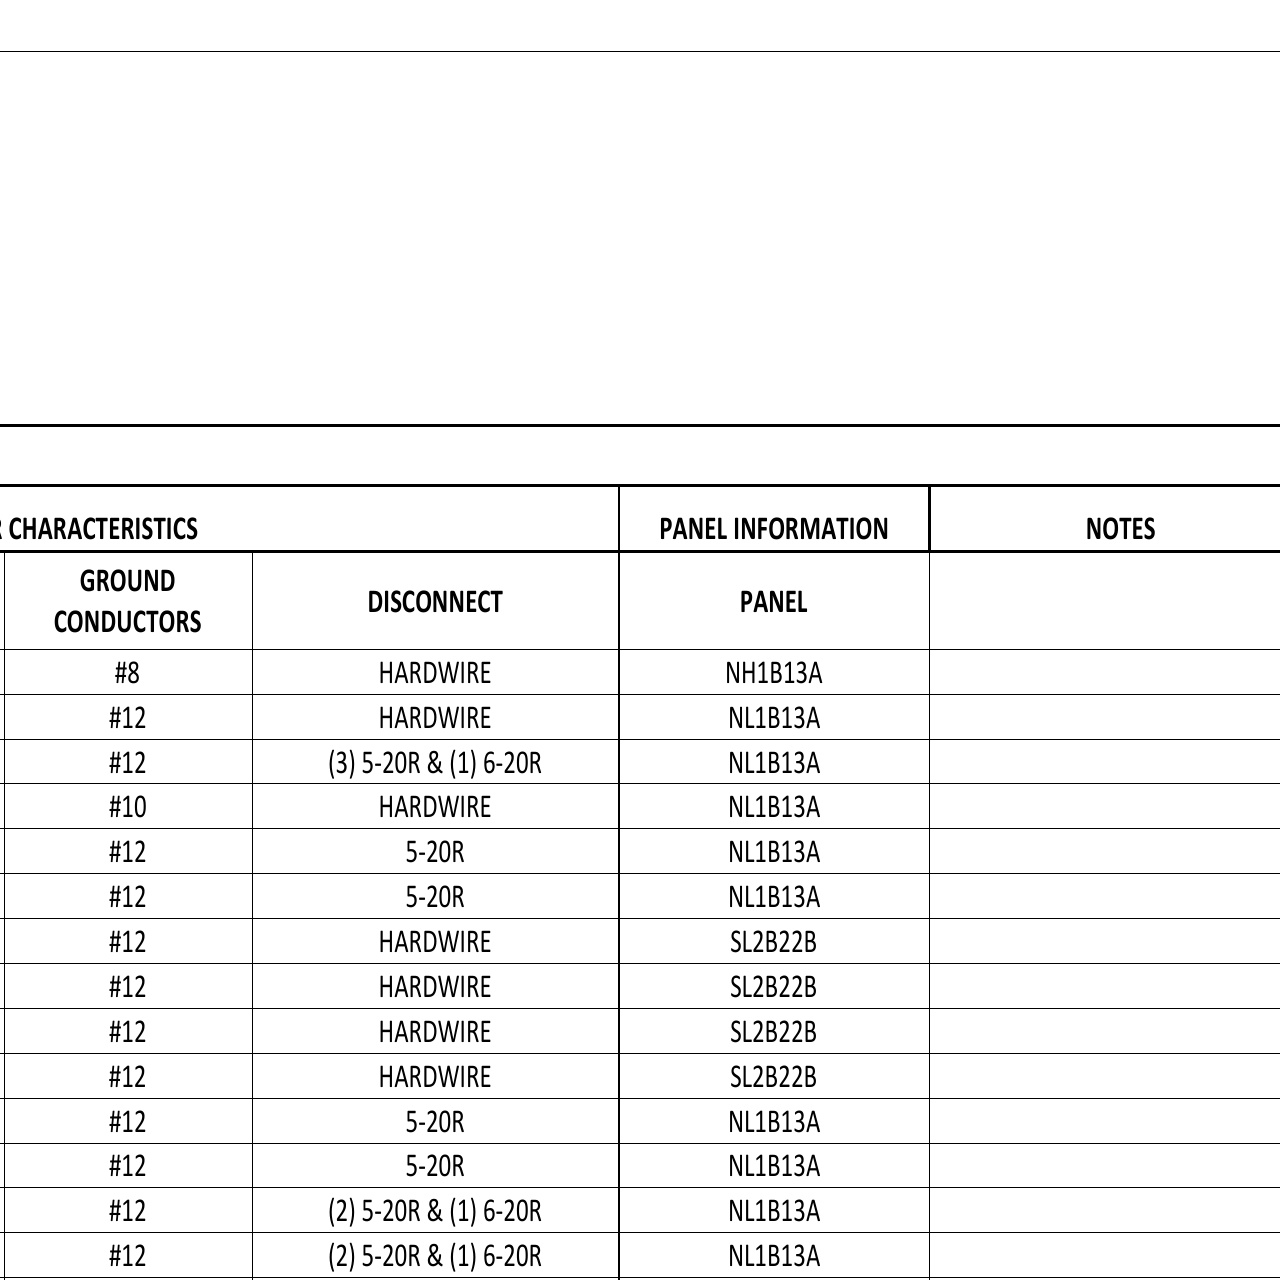 CHARACTERISTICS PANEL INFORMATION NOTES
GROUND
CONDUCTORS DISCONNECT PANEL
#8 HARDWIRE NH1B13A
#12 HARDWIRE NL1B13A
#12 (3) 5-20R & (1) 6-20R NL1B13A
#10 HARDWIRE NL1B13A
#12 5-20R NL1B13A
#12 5-20R NL1B13A
#12 HARDWIRE SL2B22B
#12 HARDWIRE SL2B22B
#12 HARDWIRE SL2B22B
#12 HARDWIRE SL2B22B
#12 5-20R NL1B13A
#12 5-20R NL1B13A
#12 (2) 5-20R & (1) 6-20R NL1B13A
#12 (2) 5-20R & (1) 6-20R NL1B13A